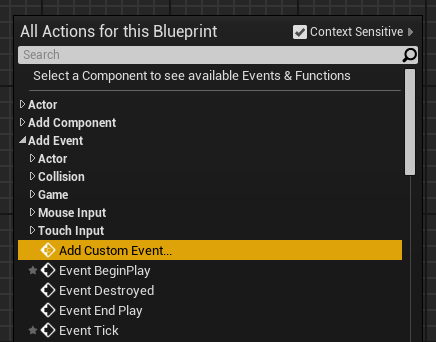 All Actions for this Blueprint Context Sensitive
Search
Select a Component to see available Events & Functions
Actor
Add Component
Add Event
Actor
Collision
Game
Mouse Input
Touch Input
Add Custom Event...
Event BeginPlay
Event Destroyed
Event End Play
Event Tick